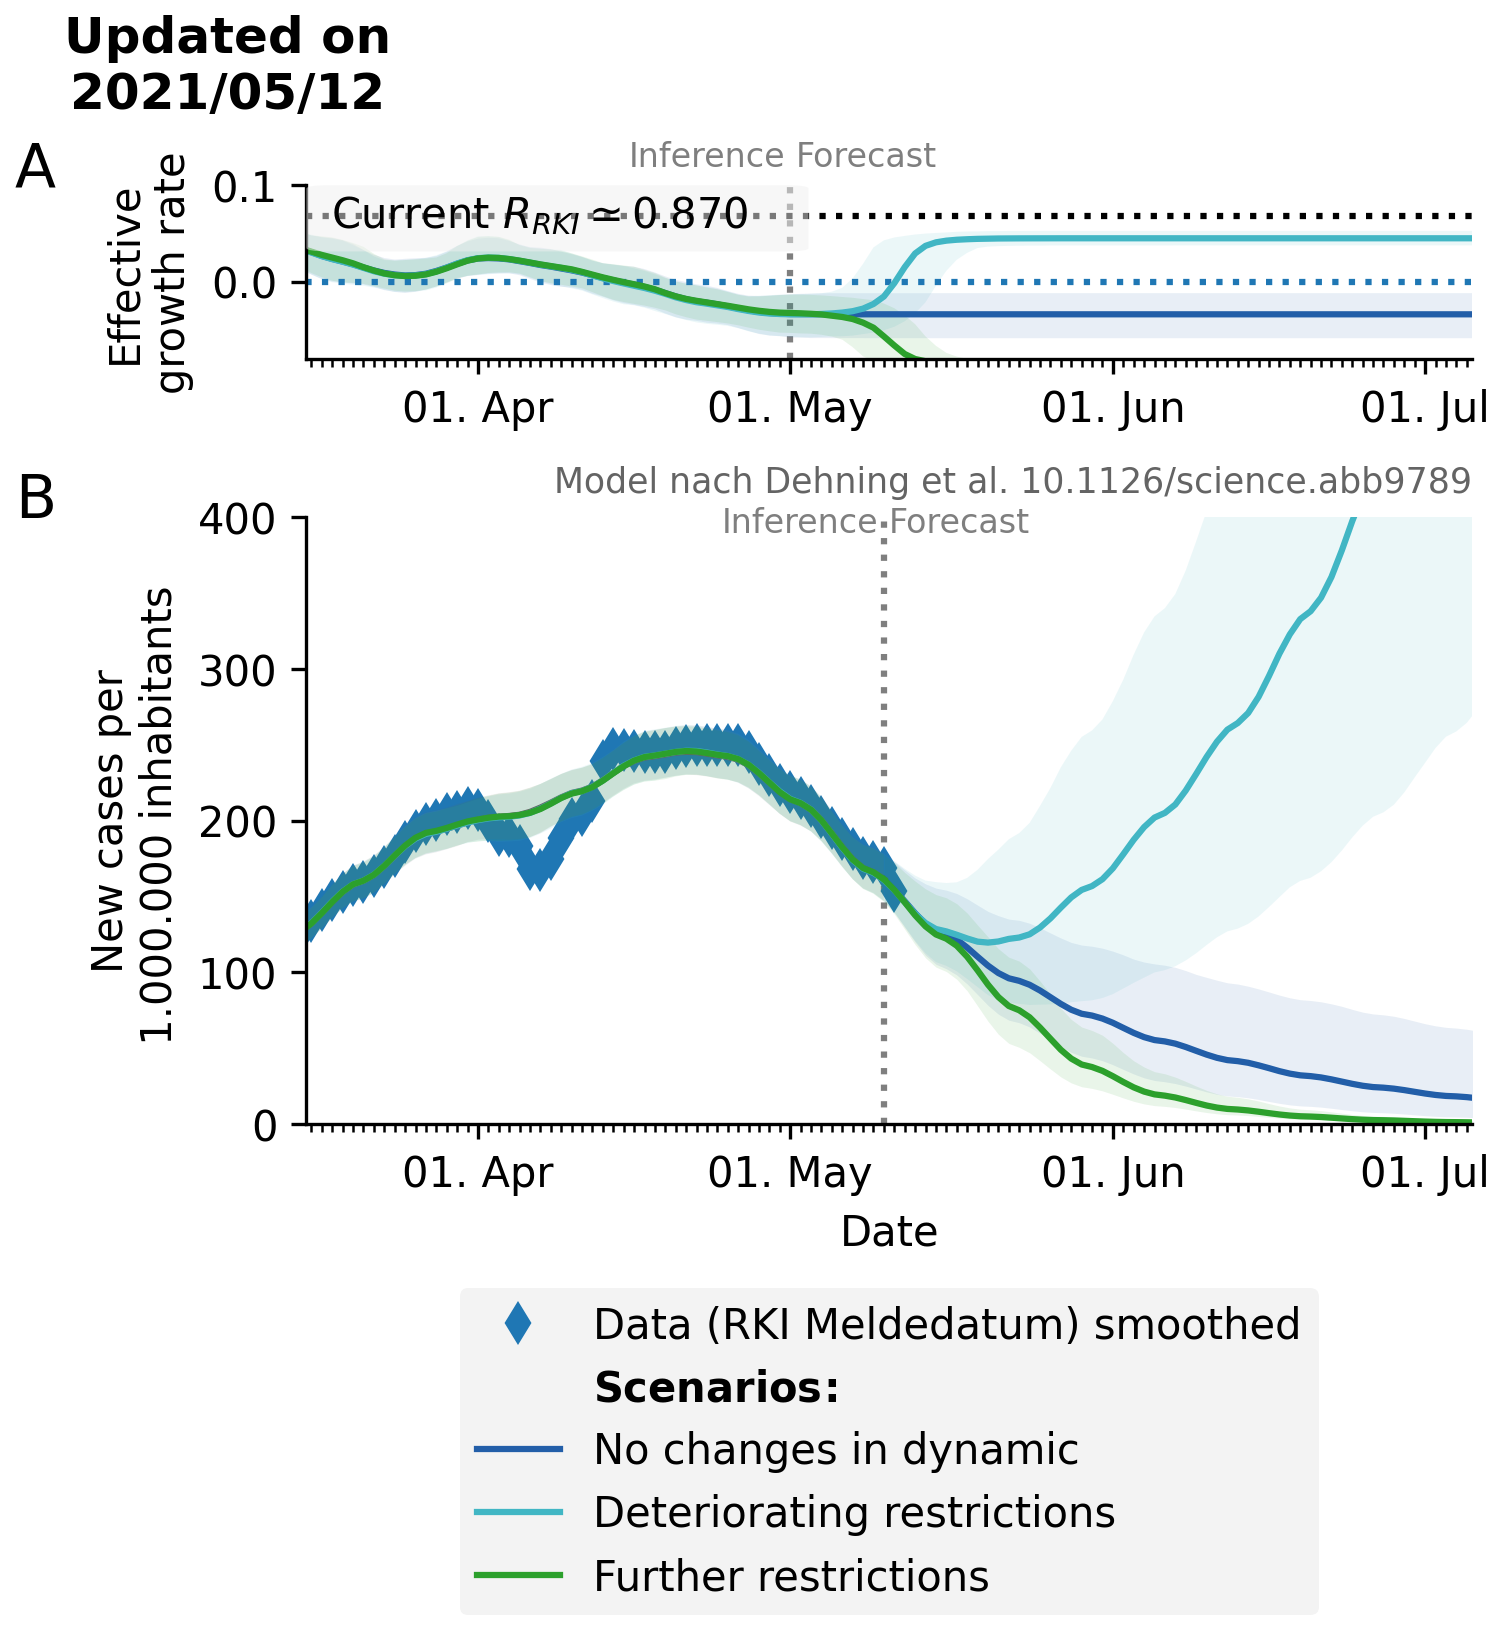 Updated on
2021/05/12
A
Inference Forecast
Effective
growth rate
0.1
0.0
Current R_RKI ≃ 0.870
01. Apr 01. May 01. Jun 01. Jul
B
Model nach Dehning et al. 10.1126/science.abb9789
Inference Forecast
New cases per
1.000.000 inhabitants
400
300
200
100
0
01. Apr 01. May 01. Jun 01. Jul
Date
Data (RKI Meldedatum) smoothed
Scenarios:
No changes in dynamic
Deteriorating restrictions
Further restrictions